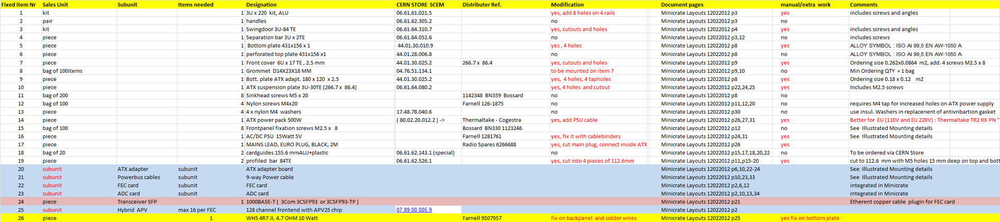 Fixed item Nr Sales Unit Subunit Items needed Designation CERN STORE SCEM Distributer Ref. Modification Document pages manual/extra work Comments
1 kit 1 3U x 220 kit, ALU 06.61.61.021.5 yes, add 8 holes on 4 rails Minicrate Layouts 12022012 p3 yes includes screws and angles
2 pair 1 handles 06.61.62.305.2 no Minicrate Layouts 12022012 p3 no
3 kit 1 Swingdoor 3U-84 TE 06.61.64.310.7 yes, cutouts and holes Minicrate Layouts 12022012 p4 yes includes screws and angles
4 piece 1 Separation bar 3U x 2TE 06.61.64.052.6 no Minicrate Layouts 12022012 p3,12 no includes screws
5 piece 1 Bottom plate 431x156 x 1 44.01.30.010.9 yes , 4 holes Minicrate Layouts 12022012 p8 yes ALLOY SYMBOL : ISO Al 99,5 EN AW-1050 A
6 piece 1 perforated top plate 431x156 x1 44.01.28.006.8 no Minicrate Layouts 12022012 p8 no ALLOY SYMBOL : ISO Al 99,5 EN AW-1050 A
7 piece 1 Front cover 6U x 17 TE , 2.5 mm 44.01.30.025.2 266.7 x 86.4 yes, cutouts and holes Minicrate Layouts 12022012 p9 yes Ordering size 0.262x0.0864 m2, add. 4 screws M2.5 x 8
8 bag of 100items 1 Grommet D14X23X18 MM 04.76.51.134.1 to be mounted on item 7 Minicrate Layouts 12022012 p9,10 no Min Ordering QTY = 1 bag
9 piece 1 Bott. plate ATX adapt. 180 x 120 x 2.5 44.01.30.025.2 yes, 4 holes, 4 tapholes Minicrate Layouts 12022012 p8 yes Ordering size 0.18 x 0.12 m2
10 piece 1 ATX suspension plate 3U-30TE (266.7 x 86.4) 06.61.64.080.2 yes, 4 holes and cutout Minicrate Layouts 12022012 p22,24,25 yes Includes M2.5 screws
11 bag of 200 8 Sinkhead screws M5 x 20 1142348 BN359 Bossard no Minicrate Layouts 12022012 p8 no
12 bag of 100 4 Nylon screws M4x20 Farnell 126-1875 no Minicrate Layouts 12022012 p11,12,20 no requires M4 tap for increased holes on ATX power supply
13 piece 4 4 x nylon M4 washers 17.48.78.040.6 no Minicrate Layouts 12022012 p30 no use insul. Washers in replacenent of antivribartion gasket
14 piece 1 ATX power pack 500W ( 80.02.20.012.2 ) -> Thermaltake - Cogestra yes, add PSU cable Minicrate Layouts 12022012 p26,27,31 yes Better for EU (110V and EU 220V) : Thermaltake TR2 RX PN "
15 bag of 100 8 Frontpanel fixation screws M2.5 x 8 Bossard BN330 1123246 Minicrate Layouts 12022012 p12 no See Illustrated Mounting details
16 piece 1 AC/DC PSU 15Watt 5V Farnell 1281761 yes, fix it with cablebinders Minicrate Layouts 12022012 p24,31 yes See Illustrated Mounting details
17 piece 1 MAINS LEAD, EURO PLUG, BLACK, 2M Radio Spares 6266688 yes, cut main plug, connect inside ATX Minicrate Layouts 12022012 p26 yes
18 bag of 20 2 cardguides 155.6 mmALU+plastic 06.61.62.143.1 (special) no Minicrate Layouts 12022012 p15,17,18,20,22 no To be ordered via CERN Store
19 piece 2 profiled bar 84TE 06.61.62.526.1 yes, cut into 4 pieces of 112.6mm Minicrate Layouts 12022012 p11,p15-20 yes cut to 112.6 mm with M5 holes 15 mm deep on top and bott
20 subunit ATX adapter subunit ATX adapter board Minicrate Layouts 12022012 p6,10,22-24 See Illustrated Mounting details
21 subunit Powerbus cables subunit 9-way Power cable Minicrate Layouts 12022012 p10,23,33 See Illustrated Mounting details
22 subunit FEC card subunit FEC card Minicrate Layouts 12022012 p2,6,12 integrated in Minicrate
23 subunit ADC card subunit ADC card Minicrate Layouts 12022012 p2,10,13,34 integrated in Minicrate
24 piece Transceiver SFP 1 1000BASE-T ( 3Com 3CSFP93 or 3CSFP93-TP ) Minicrate Layouts 12022012 p21 Etherent copper cable plugin for FEC card
25 subunit Hybrid APV max 16 per FEC 128 channel frontend with APV25 chip 07 89 00 005 9 Minicrate Layouts 12022012 p2
26 piece 1 WH5 4R7 JI, 4.7 OHM 10 Watt Farnell 9507957 fix on backpanel and solder wires Minicrate Layouts 12022012 p25 yes fix on bottom plate